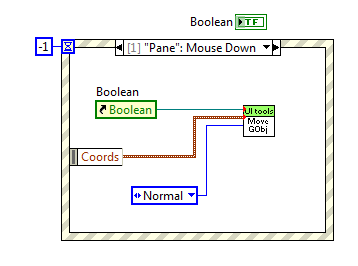 Boolean
TF
-1
[1] "Pane": Mouse Down
Boolean
Boolean
UI tools
Move
GObj
Coords
Normal